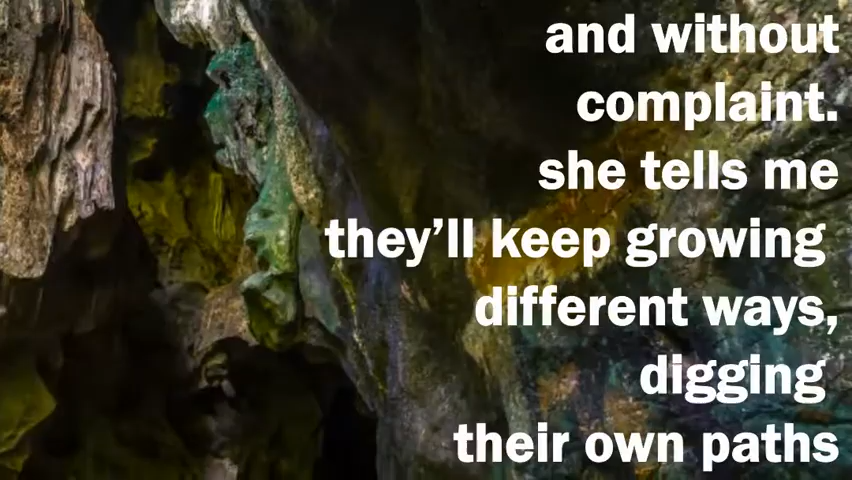 and without
complaint.
she tells me
they’ll keep growing
different ways,
digging
their own paths